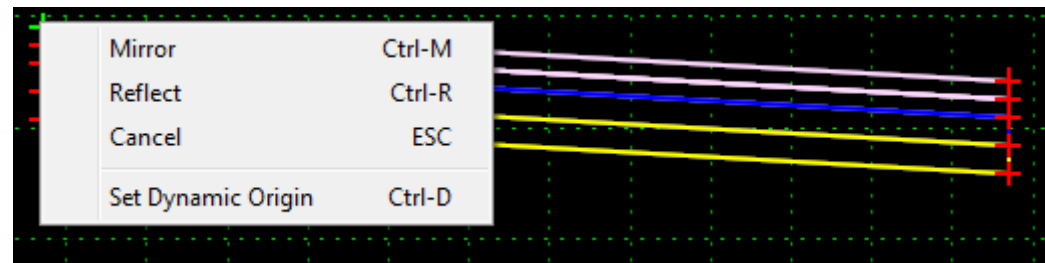 Mirror Ctrl-M
Reflect Ctrl-R
Cancel ESC
Set Dynamic Origin Ctrl-D